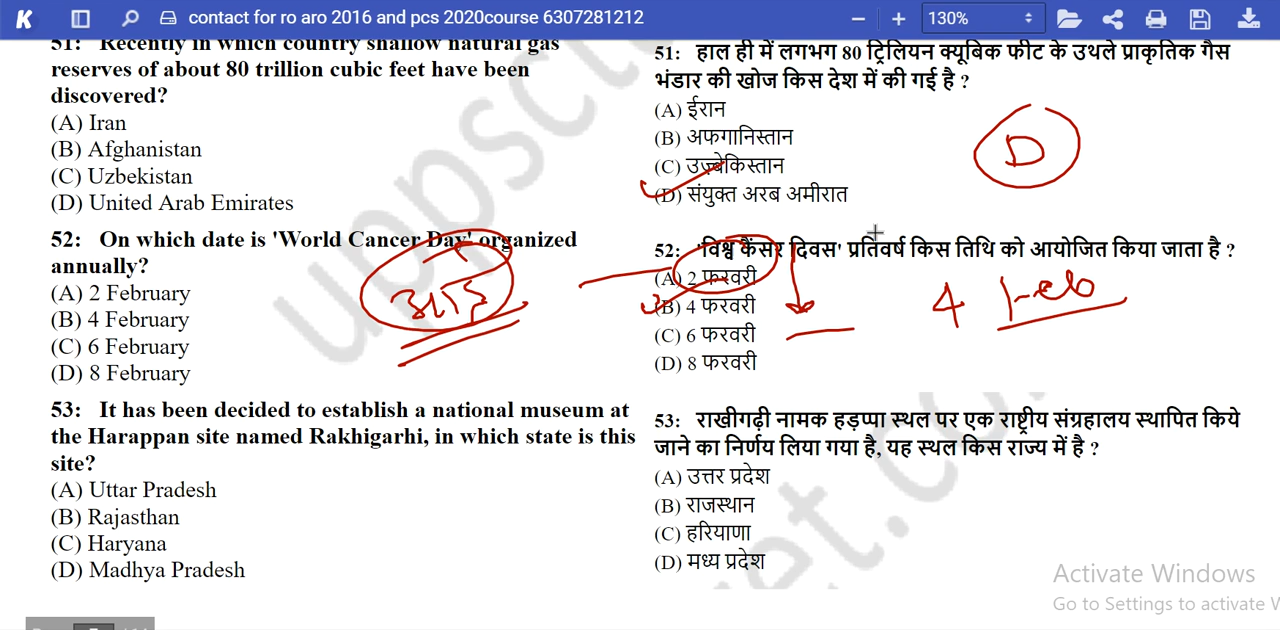 contact for ro aro 2016 and pcs 2020course 6307281212
130%
51: Recently in which country shallow natural gas
reserves of about 80 trillion cubic feet have been
discovered?
(A) Iran
(B) Afghanistan
(C) Uzbekistan
(D) United Arab Emirates
52: On which date is 'World Cancer Day' organized
annually?
(A) 2 February
(B) 4 February
(C) 6 February
(D) 8 February
53: It has been decided to establish a national museum at
the Harappan site named Rakhigarhi, in which state is this
site?
(A) Uttar Pradesh
(B) Rajasthan
(C) Haryana
(D) Madhya Pradesh
51: हाल ही में लगभग 80 ट्रिलियन क्यूबिक फीट के उथले प्राकृतिक गैस
भंडार की खोज किस देश में की गई है ?
(A) ईरान
(B) अफगानिस्तान
(C) उज्बेकिस्तान
(D) संयुक्त अरब अमीरात
D
52: 'विश्व कैंसर दिवस' प्रतिवर्ष किस तिथि को आयोजित किया जाता है ?
(A) 2 फरवरी
(B) 4 फरवरी
(C) 6 फरवरी
(D) 8 फरवरी
4
53: राखीगढ़ी नामक हड़प्पा स्थल पर एक राष्ट्रीय संग्रहालय स्थापित किये
जाने का निर्णय लिया गया है, यह स्थल किस राज्य में है ?
(A) उत्तर प्रदेश
(B) राजस्थान
(C) हरियाणा
(D) मध्य प्रदेश
Activate Windows
Go to Settings to activate